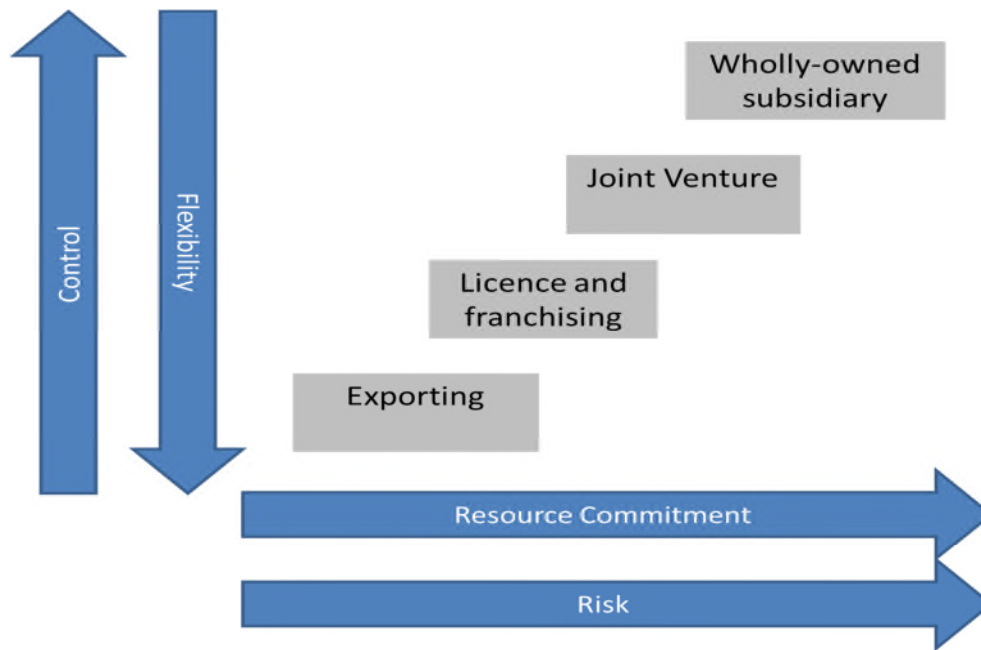 Control
Flexibility
Wholly-owned
subsidiary
Joint Venture
Licence and
franchising
Exporting
Resource Commitment
Risk